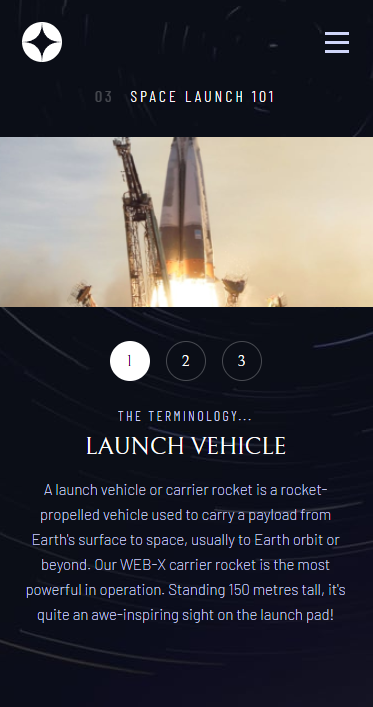 03 SPACE LAUNCH 101
1 2 3
THE TERMINOLOGY...
LAUNCH VEHICLE
A launch vehicle or carrier rocket is a rocket-
propelled vehicle used to carry a payload from
Earth's surface to space, usually to Earth orbit or
beyond. Our WEB-X carrier rocket is the most
powerful in operation. Standing 150 metres tall, it's
quite an awe-inspiring sight on the launch pad!